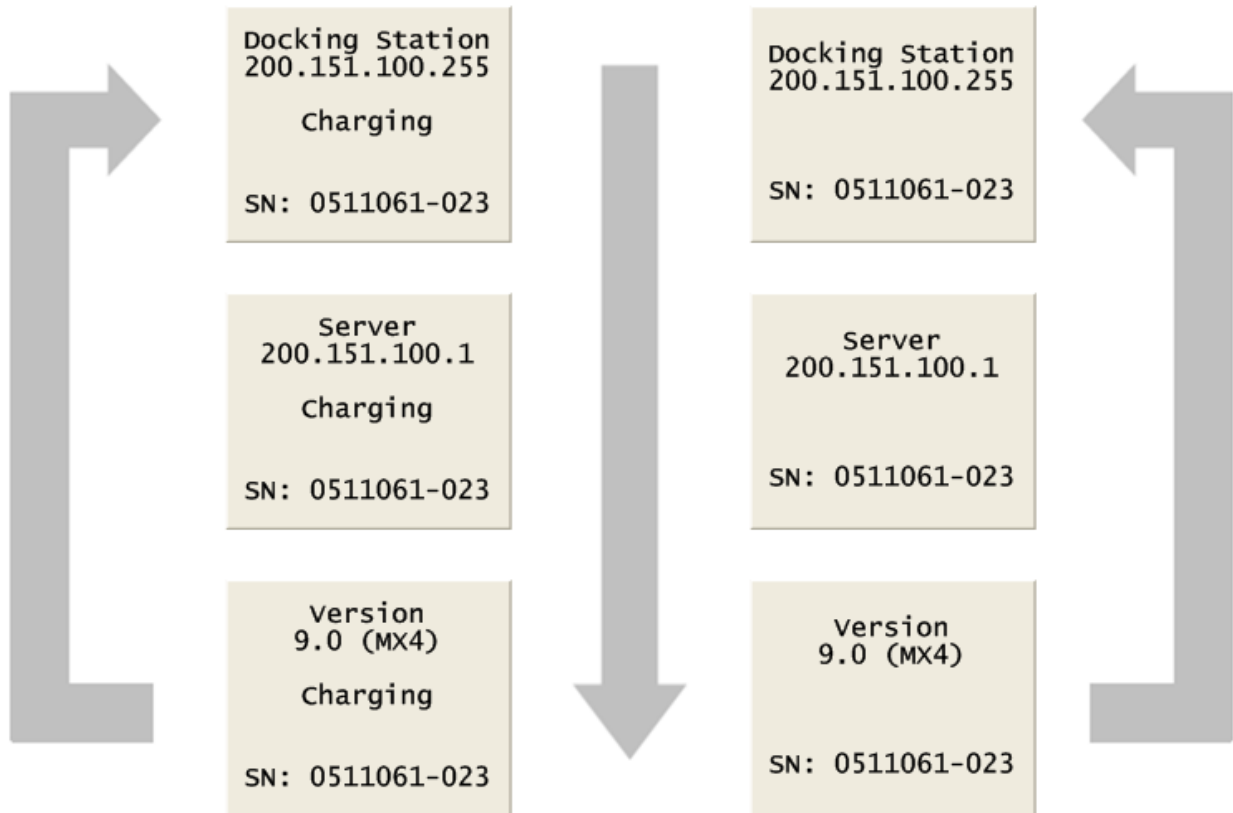 Docking Station
200.151.100.255
Charging
SN: 0511061-023
Server
200.151.100.1
Charging
SN: 0511061-023
Version
9.0 (MX4)
Charging
SN: 0511061-023
Docking Station
200.151.100.255
SN: 0511061-023
Server
200.151.100.1
SN: 0511061-023
Version
9.0 (MX4)
SN: 0511061-023